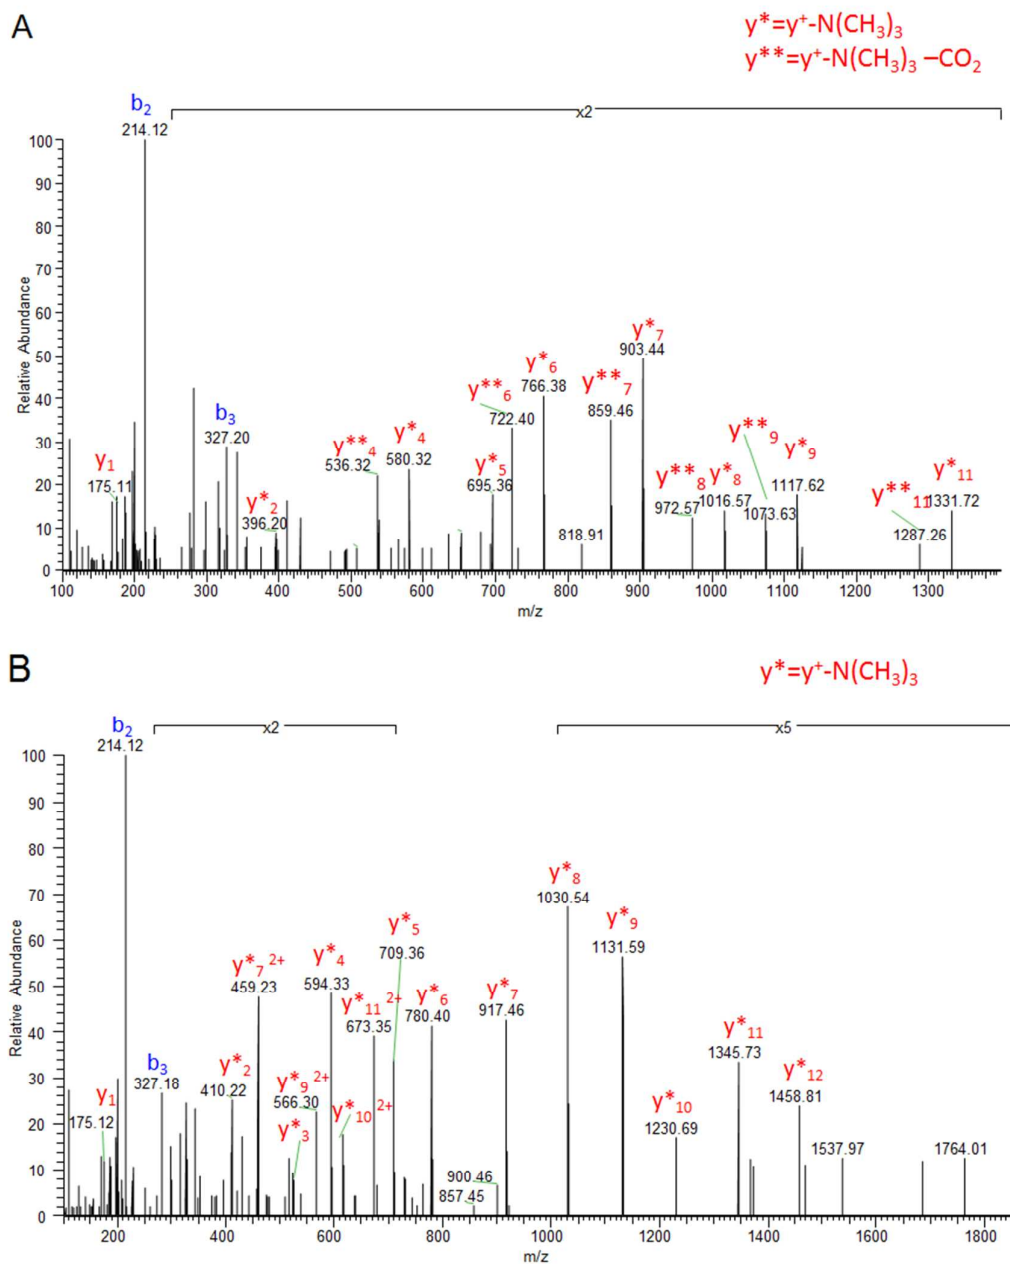 A
y*=y⁺-N(CH₃)₃
y**=y⁺-N(CH₃)₃ –CO₂
x2
b₂
214.12
y*₇
903.44
y*₆
766.38
y**₆
722.40
y**₇
859.46
b₃
327.20
y**₄
536.32
y*₄
580.32
y₁
175.11
y*₂
396.20
y*₅
695.36
818.91
y**₈
972.57
y*₈
1016.57
y**₉
1073.63
y*₉
1117.62
y**₁₁
1287.26
y*₁₁
1331.72
Relative Abundance
100
90
80
70
60
50
40
30
20
10
0
100 200 300 400 500 600 700 800 900 1000 1100 1200 1300
m/z
B
y*=y⁺-N(CH₃)₃
x2
x5
b₂
214.12
y*₈
1030.54
y*₉
1131.59
y*₅
709.36
y*₇²⁺
459.23
y*₄
594.33
y*₁₁²⁺
673.35
y*₆
780.40
y*₇
917.46
y*₁₁
1345.73
b₃
327.18
y*₂
410.22
y*₉²⁺
566.30
y*₁₀²⁺
y*₁₂
1458.81
y₁
175.12
y*₃
y*₁₀
1230.69
900.46
857.45
1537.97
1764.01
Relative Abundance
100
90
80
70
60
50
40
30
20
10
0
200 400 600 800 1000 1200 1400 1600 1800
m/z